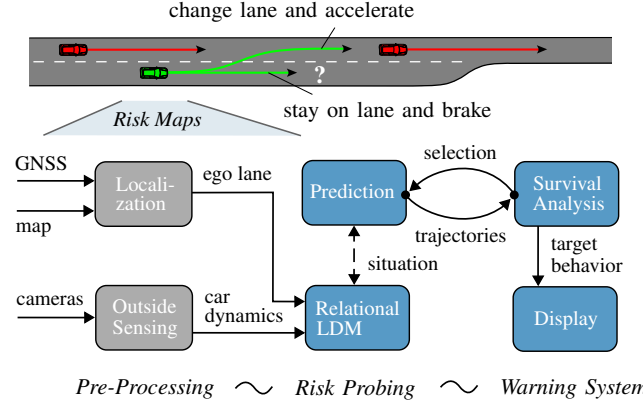 change lane and accelerate
?
stay on lane and brake
Risk Maps
GNSS
map
Locali-
zation
ego lane
Prediction
selection
trajectories
Survival
Analysis
situation
target
behavior
cameras
Outside
Sensing
car
dynamics
Relational
LDM
Display
Pre-Processing ~ Risk Probing ~ Warning System